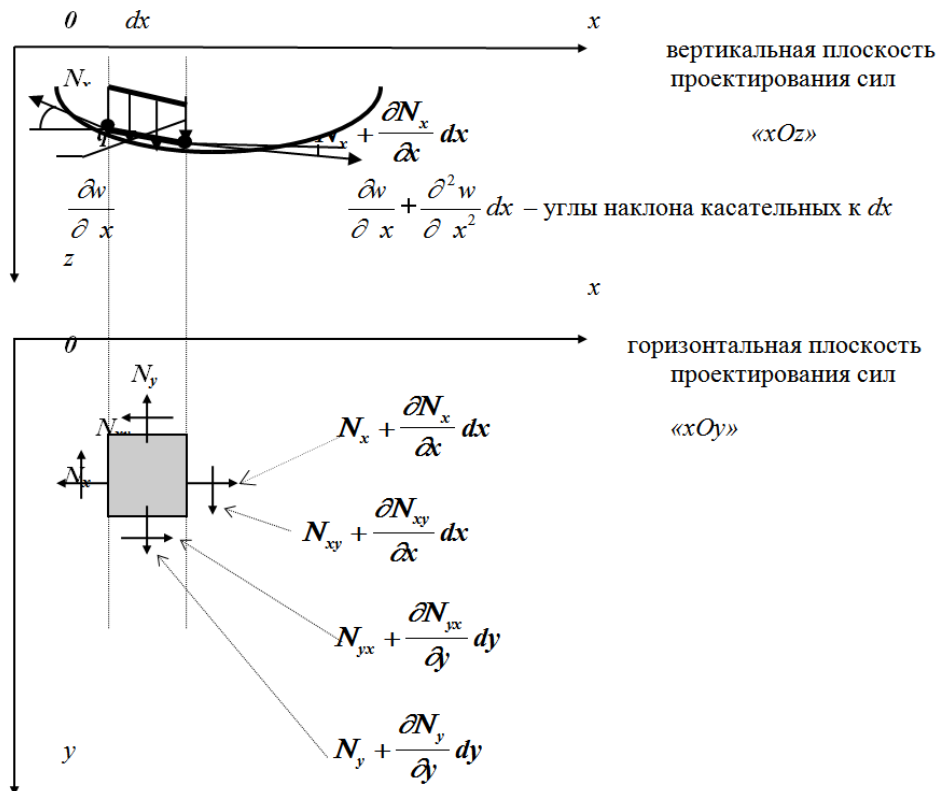 0 dx x
вертикальная плоскость
проектирования сил
«xOz»
N_x
q
N_x + ∂N_x/∂x dx
∂w/∂x
∂w/∂x + ∂²w/∂x² dx – углы наклона касательных к dx
z
x
0
горизонтальная плоскость
проектирования сил
«xOy»
N_y
N_x + ∂N_x/∂x dx
N_x
N_xy + ∂N_xy/∂x dx
N_yx + ∂N_yx/∂y dy
y
N_y + ∂N_y/∂y dy